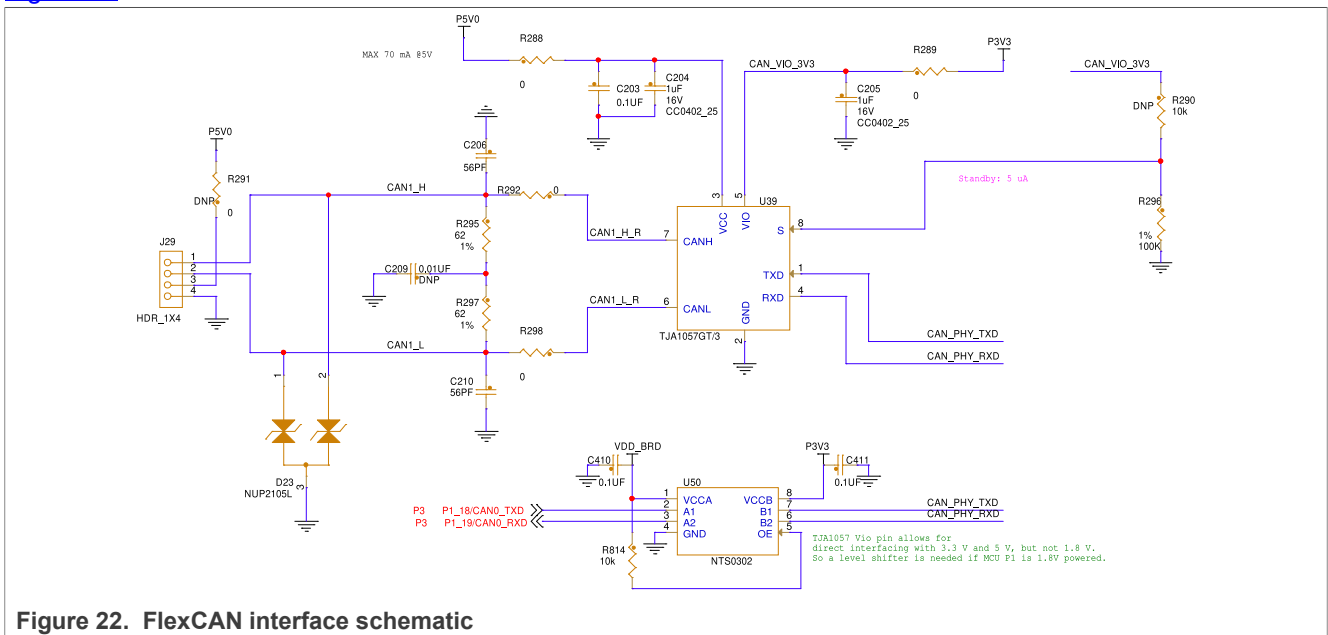 P5V0
MAX 70 mA @5V
R288
0
C203
0.1UF
C204
1uF
16V
CC0402_25
CAN_VIO_3V3
R289
0
P3V3
C205
1uF
16V
CC0402_25
CAN_VIO_3V3
DNP
R290
10k
Standby: 5 uA
R296
1%
100K
P5V0
R291
DNP
0
C206
56PF
CAN1_H
R292
0
R295
62
1%
CAN1_H_R
C209
0.01UF
DNP
R297
62
1%
CAN1_L_R
R298
0
CAN1_L
C210
56PF
J29
1
2
3
4
HDR_1X4
1
2
D23
3
NUP2105L
3
5
U39
VCC
VIO
7
CANH
S
8
TXD
1
RXD
4
6
CANL
GND
2
TJA1057GT/3
CAN_PHY_TXD
CAN_PHY_RXD
VDD_BRD
C410
0.1UF
P3V3
C411
0.1UF
U50
1
VCCA
VCCB
8
2
A1
B1
7
3
A2
B2
6
4
GND
OE
5
NTS0302
P3
P1_18/CAN0_TXD
P3
P1_19/CAN0_RXD
R814
10k
CAN_PHY_TXD
CAN_PHY_RXD
TJA1057 Vio pin allows for
direct interfacing with 3.3 V and 5 V, but not 1.8 V.
So a level shifter is needed if MCU P1 is 1.8V powered.
Figure 22. FlexCAN interface schematic